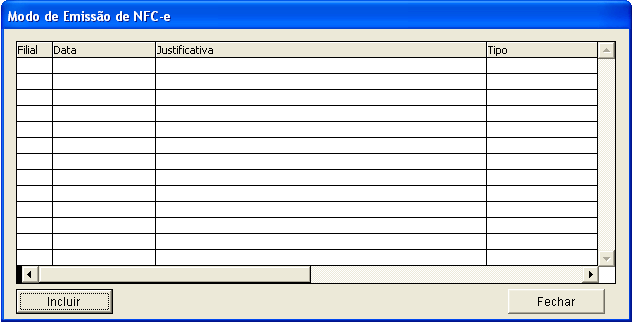 Modo de Emissão de NFC-e
Filial Data Justificativa Tipo
Incluir Fechar